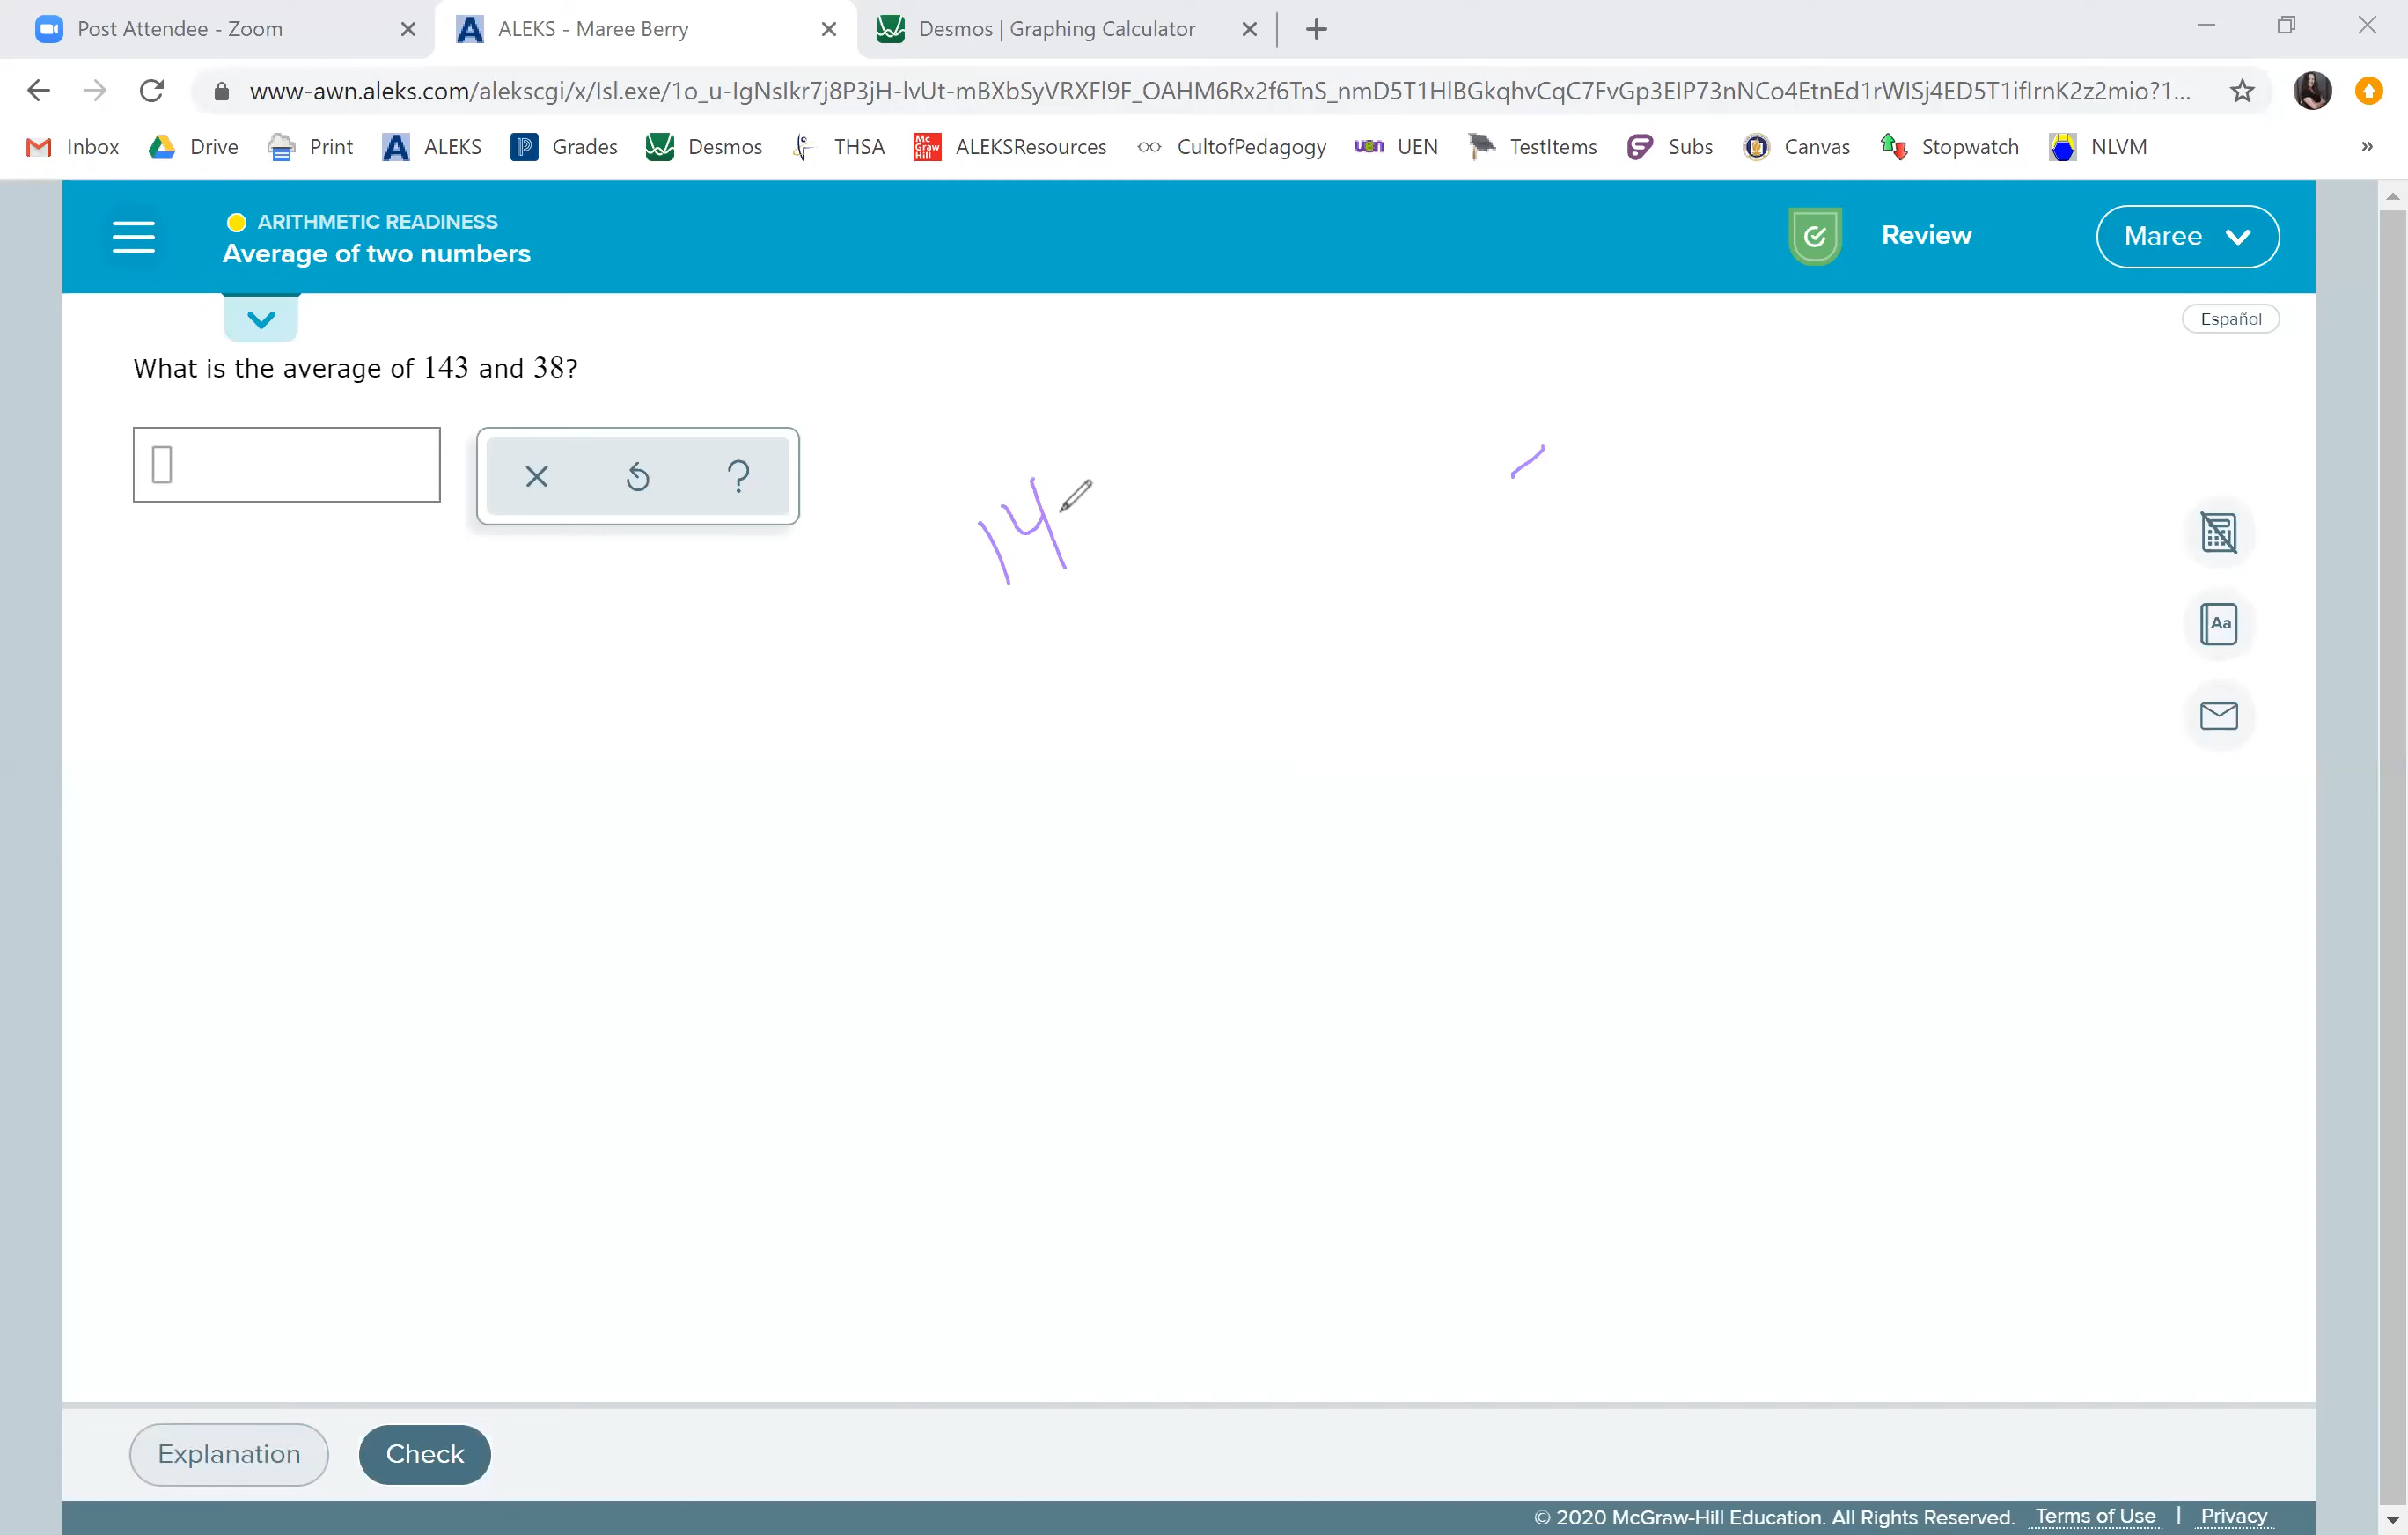 Post Attendee - Zoom
ALEKS - Maree Berry
Desmos | Graphing Calculator
www-awn.aleks.com/alekscgi/x/Isl.exe/1o_u-IgNsIkr7j8P3jH-lvUt-mBXbSyVRXFl9F_OAHM6Rx2f6TnS_nmD5T1HlBGkqhvCqC7FvGp3EIP73nNCo4EtnEd1rWISj4ED5T1ifIrnK2z2mio?1...
Inbox Drive Print ALEKS Grades Desmos THSA ALEKSResources CultofPedagogy UEN TestItems Subs Canvas Stopwatch NLVM »
ARITHMETIC READINESS
Average of two numbers
Review
Maree
Español
What is the average of 143 and 38?
?
14
Aa
Explanation
Check
© 2020 McGraw-Hill Education. All Rights Reserved. Terms of Use | Privacy